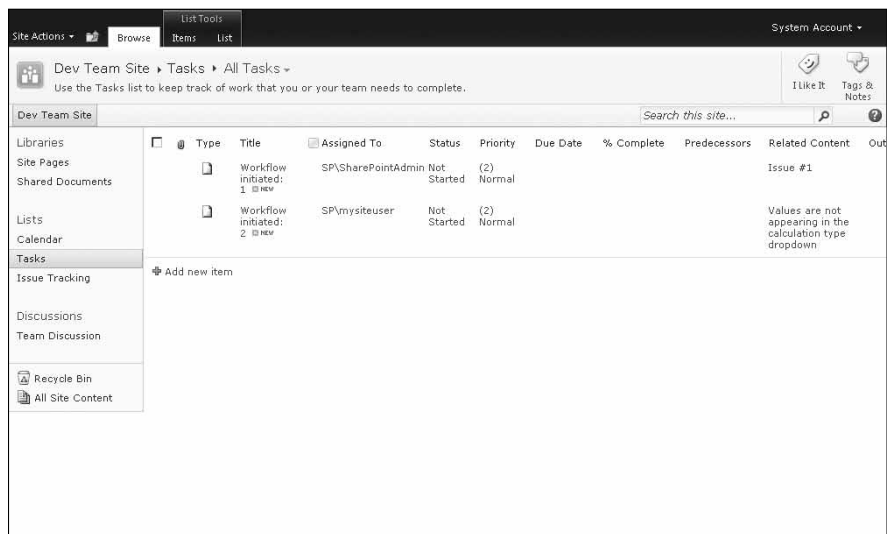 List Tools
Site Actions Browse Items List System Account
Dev Team Site Tasks All Tasks
Use the Tasks list to keep track of work that you or your team needs to complete.
I Like It Tags &
Notes
Dev Team Site Search this site... ?
Libraries
Site Pages
Shared Documents
Lists
Calendar
Tasks
Issue Tracking
Discussions
Team Discussion
Recycle Bin
All Site Content
Type Title Assigned To Status Priority Due Date % Complete Predecessors Related Content Out
Workflow SP\SharePointAdmin Not (2) Issue #1
initiated: Started Normal
1 NEW
Workflow SP\mysiteuser Not (2) Values are not
initiated: Started Normal appearing in the
2 NEW calculation type
dropdown
Add new item